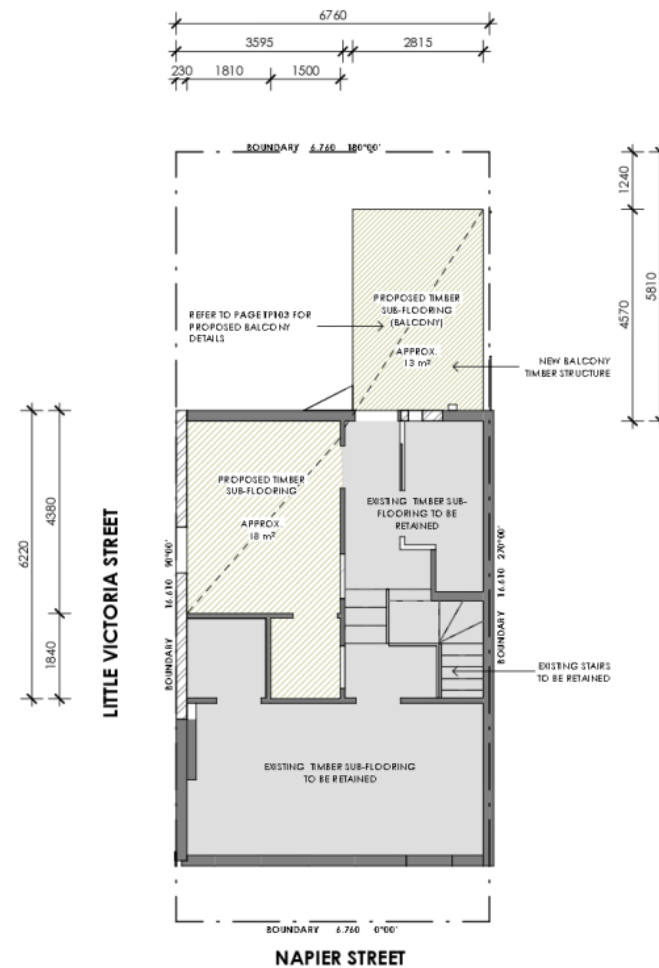 6760
3595 2815
230 1810 1500
BOUNDARY 6.760 180°00'
1240
5810
4570
PROPOSED TIMBER
SUB-FLOORING
(BALCONY)
APPROX.
13 m²
REFER TO PAGE TP103 FOR
PROPOSED BALCONY
DETAILS
NEW BALCONY
TIMBER STRUCTURE
PROPOSED TIMBER
SUB-FLOORING
APPROX.
18 m²
EXISTING TIMBER SUB-
FLOORING TO BE
RETAINED
4380
6220
1840
LITTLE VICTORIA STREET
BOUNDARY 16.610 90°00'
BOUNDARY 16.610 270°00'
EXISTING STAIRS
TO BE RETAINED
EXISTING TIMBER SUB-FLOORING
TO BE RETAINED
BOUNDARY 6.760 0°00'
NAPIER STREET